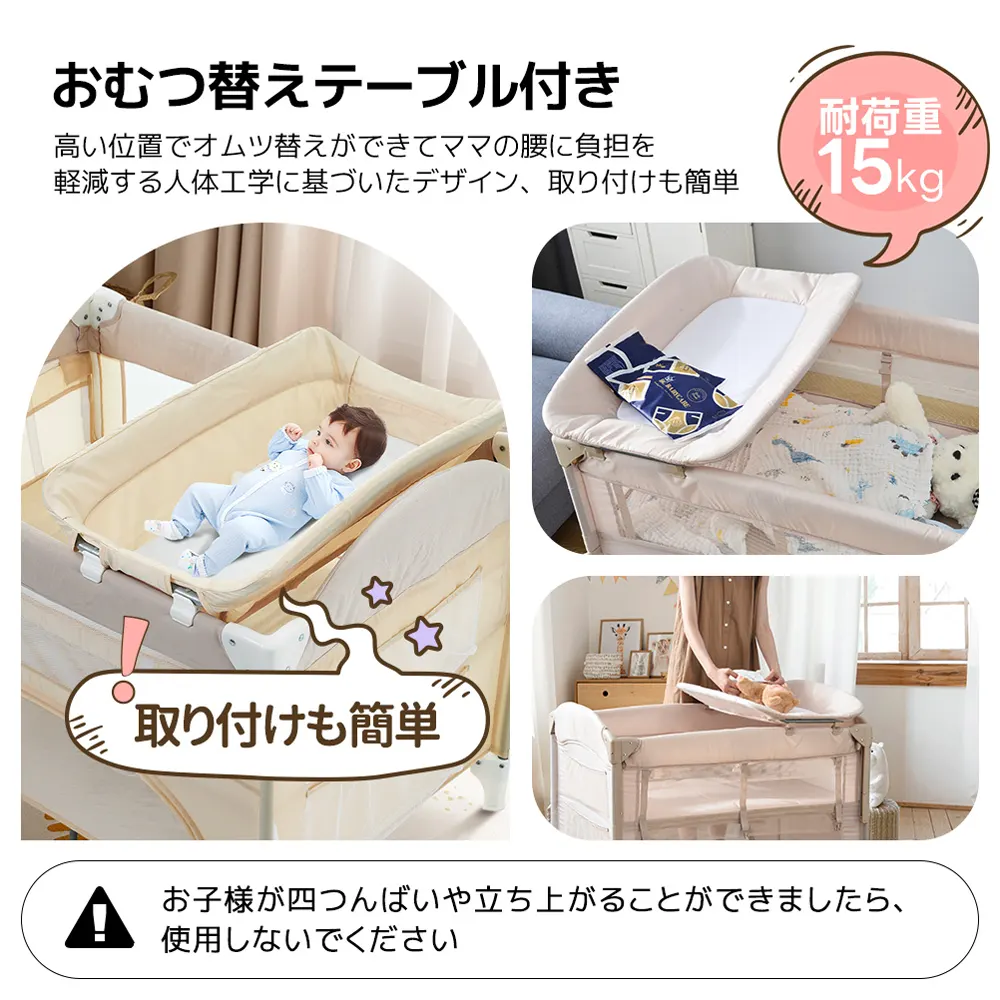 おむつ替えテーブル付き
高い位置でオムツ替えができてママの腰に負担を
軽減する人体工学に基づいたデザイン、取り付けも簡単
耐荷重
15kg
取り付けも簡単
お子様が四つんばいや立ち上がることができましたら、
使用しないでください